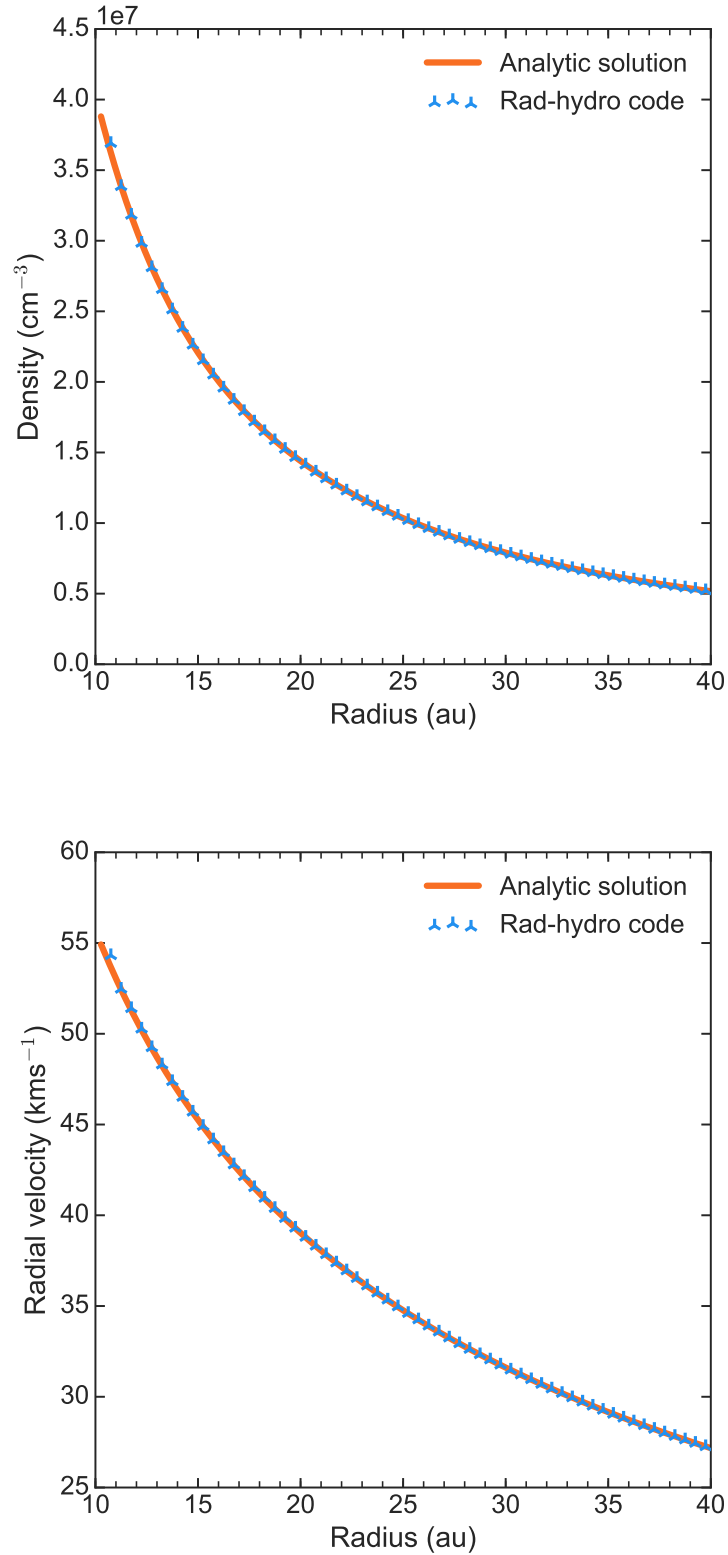 1e7
4.5
4.0
3.5
3.0
2.5
2.0
1.5
1.0
0.5
0.0
Density (cm⁻³)
Analytic solution
Rad-hydro code
10 15 20 25 30 35 40
Radius (au)
60
55
50
45
40
35
30
25
Radial velocity (kms⁻¹)
Analytic solution
Rad-hydro code
10 15 20 25 30 35 40
Radius (au)